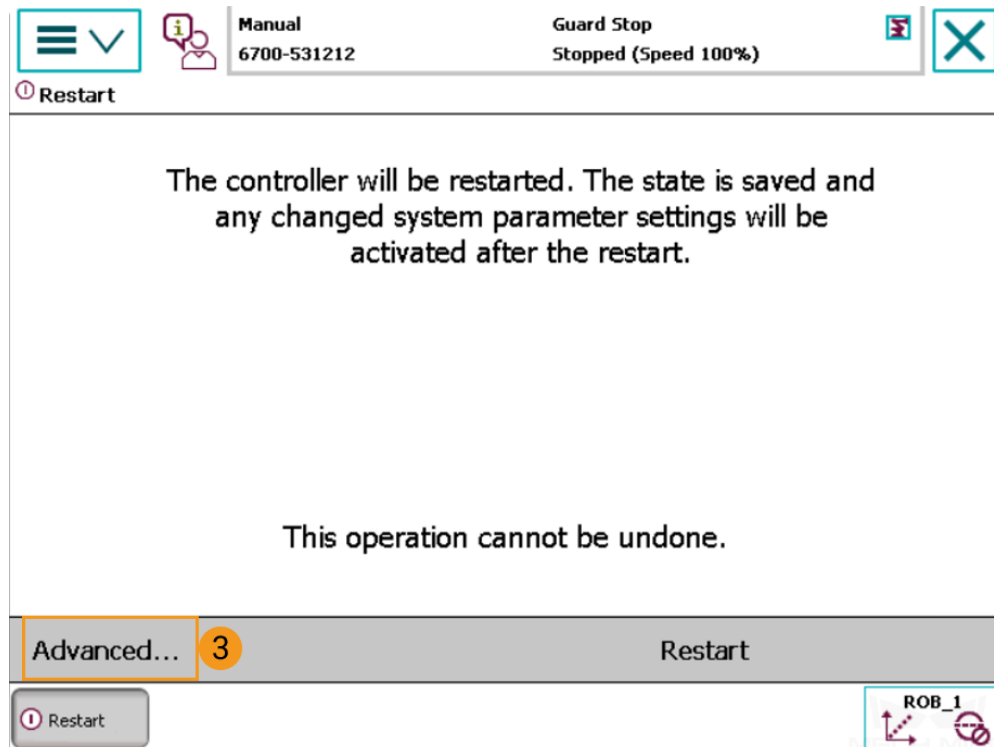 Manual
Guard Stop
6700-531212
Stopped (Speed 100%)
Restart
The controller will be restarted. The state is saved and
any changed system parameter settings will be
activated after the restart.
This operation cannot be undone.
Advanced...
3
Restart
Restart
ROB_1